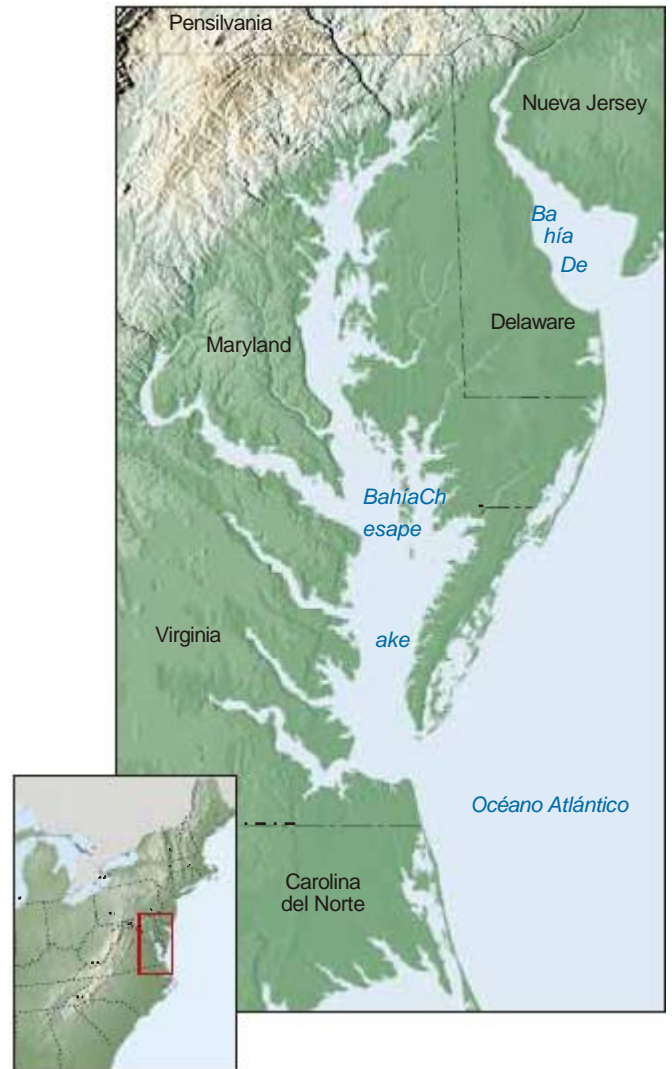 Pensilvania
Nueva Jersey
Ba
hía
De
Delaware
Maryland
BahíaCh
esape
ake
Virginia
Océano Atlántico
Carolina
del Norte